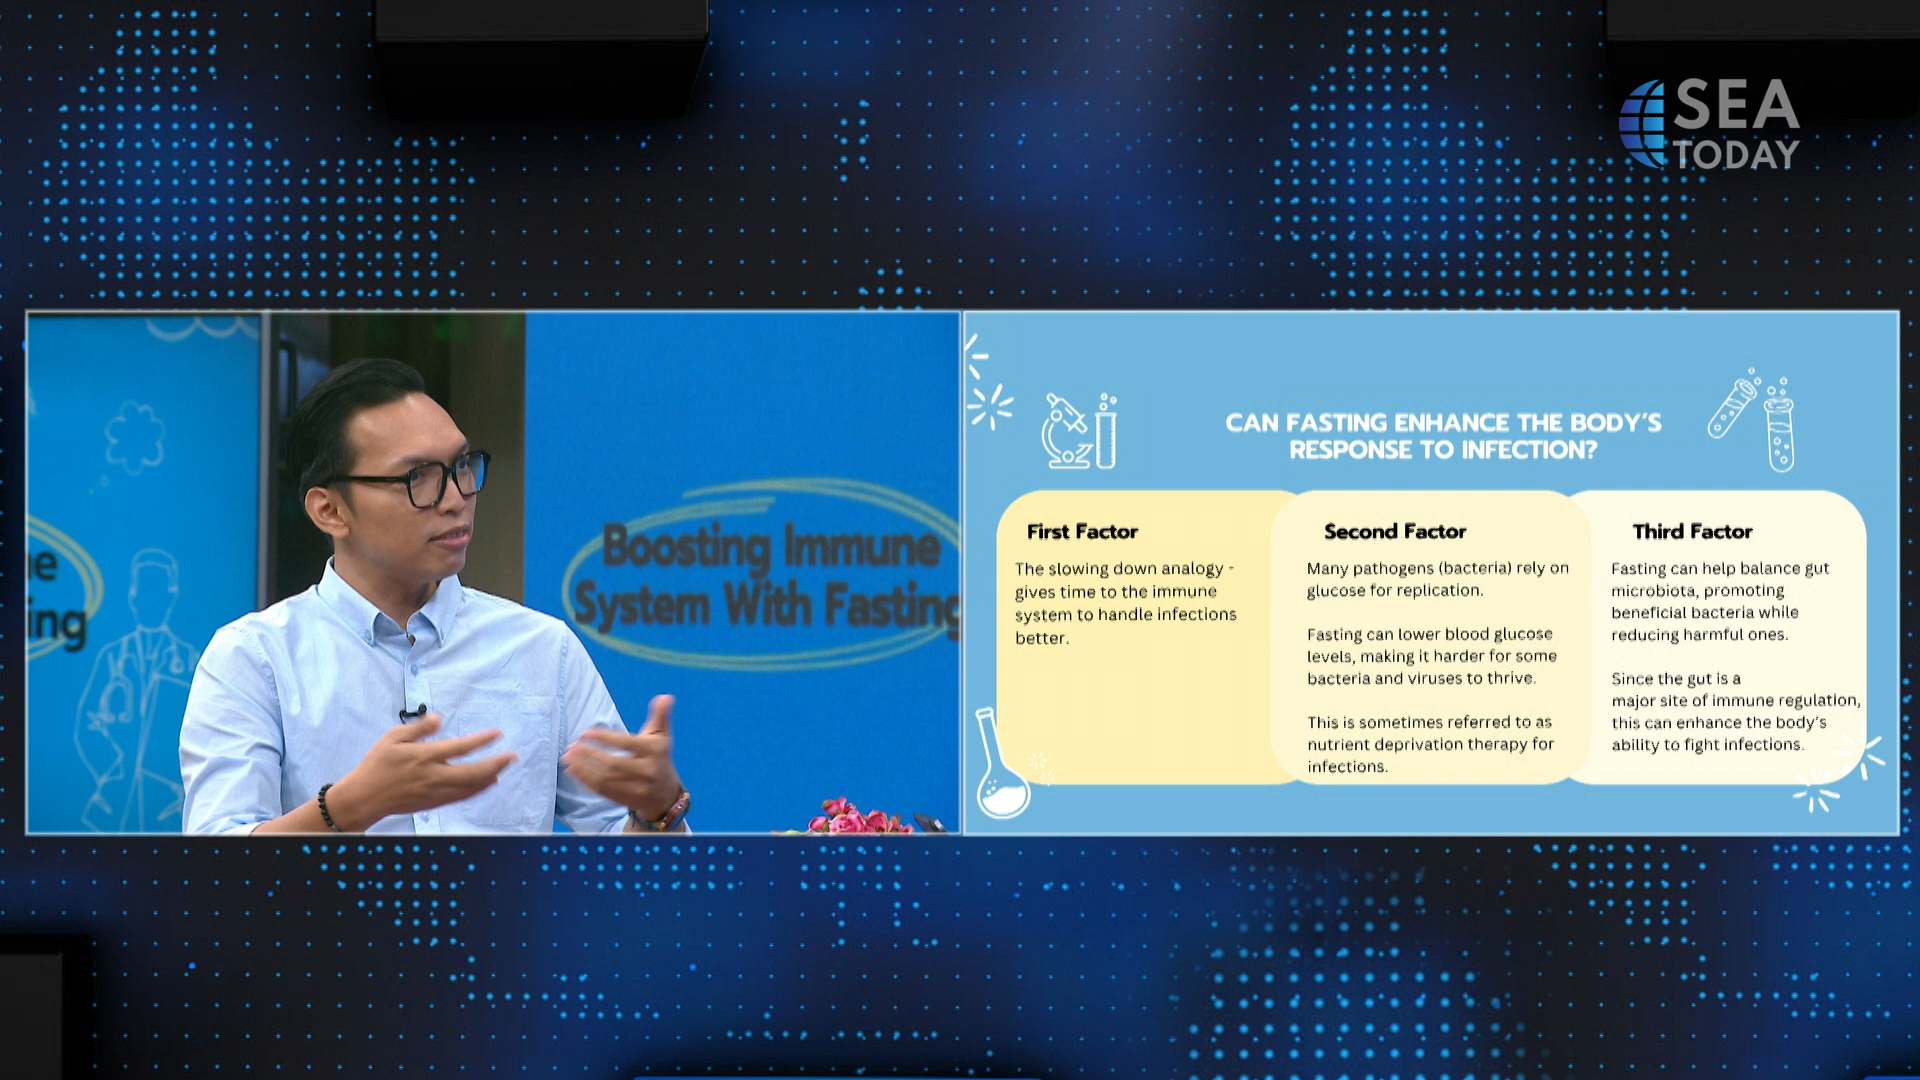 SEA
TODAY
ue
ing
Boosting Immune
System With Fasting
CAN FASTING ENHANCE THE BODY'S
RESPONSE TO INFECTION?
First Factor
The slowing down analogy -
gives time to the immune
system to handle infections
better.
Second Factor
Many pathogens (bacteria) rely on
glucose for replication.
Fasting can lower blood glucose
levels, making it harder for some
bacteria and viruses to thrive.
This is sometimes referred to as
nutrient deprivation therapy for
infections.
Third Factor
Fasting can help balance gut
microbiota, promoting
beneficial bacteria while
reducing harmful ones.
Since the gut is a
major site of immune regulation,
this can enhance the body's
ability to fight infections.